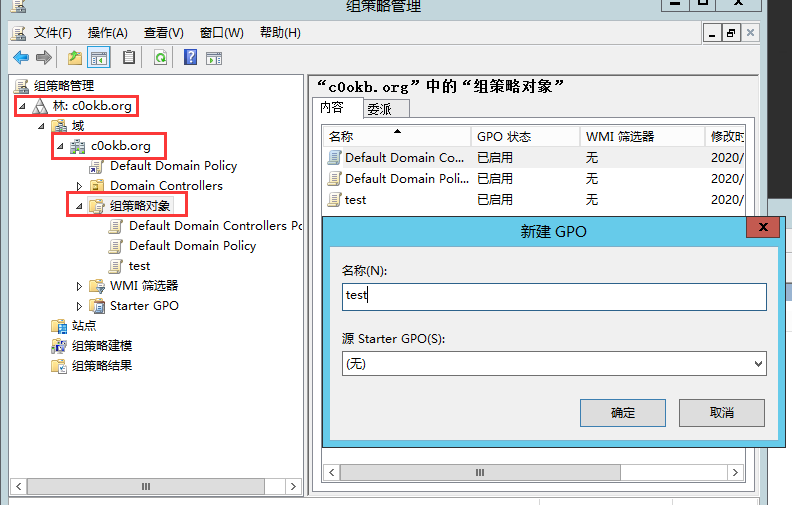 组策略管理
文件(F) 操作(A) 查看(V) 窗口(W) 帮助(H)
组策略管理
林: c0okb.org
域
c0okb.org
Default Domain Policy
Domain Controllers
组策略对象
Default Domain Controllers Po
Default Domain Policy
test
WMI 筛选器
Starter GPO
站点
组策略建模
组策略结果
“c0okb.org”中的“组策略对象”
内容 委派
名称 GPO 状态 WMI 筛选器 修改时
Default Domain Co... 已启用 无 2020/
Default Domain Poli... 已启用 无 2020/
test 已启用 无 2020/
新建 GPO
名称(N):
test
源 Starter GPO(S):
(无)
确定 取消